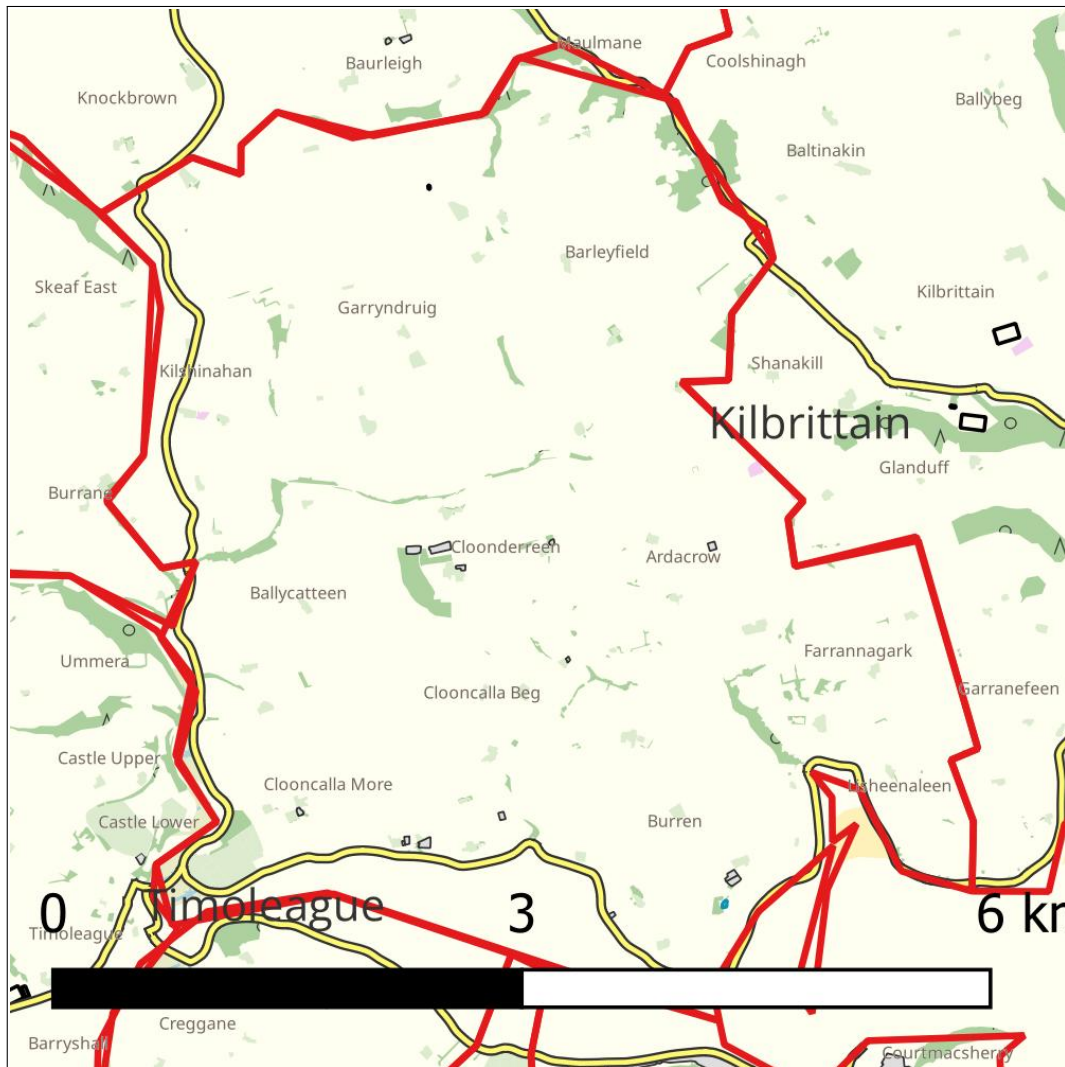 Maulmane
Baurleigh
Coolshinagh
Knockbrown
Ballybeg
Baltinakin
Barleyfield
Skeaf East
Kilbrittain
Garryndruig
Kilshinahan
Shanakill
Kilbrittain
Glanduff
Burrane
Cloonderreen
Ardacrow
Ballycatteen
Farrannagark
Ummera
Clooncalla Beg
Garranefeen
Castle Upper
Clooncalla More
Lisheenaleen
Castle Lower
Burren
Timoleague
0 3 6 km
Timoleague
Creggane
Barryshall
Courtmacsherry